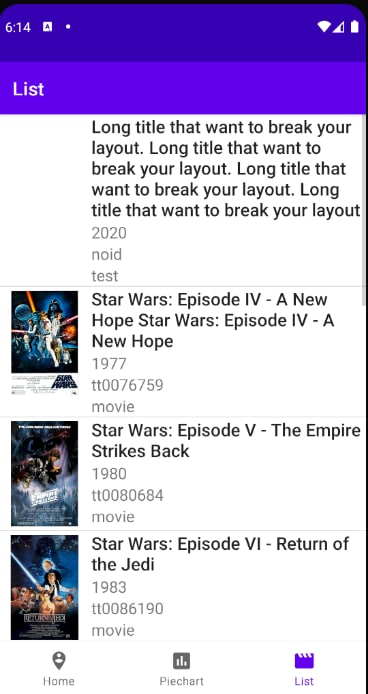 6:14
A
List
Long title that want to break your
layout. Long title that want to
break your layout. Long title that
want to break your layout. Long
title that want to break your layout
2020
noid
test
Star Wars: Episode IV - A New
Hope Star Wars: Episode IV - A
New Hope
1977
tt0076759
movie
STAR
WARS
Star Wars: Episode V - The Empire
Strikes Back
1980
tt0080684
movie
Star Wars: Episode VI - Return of
the Jedi
1983
tt0086190
movie
Home
Piechart
List